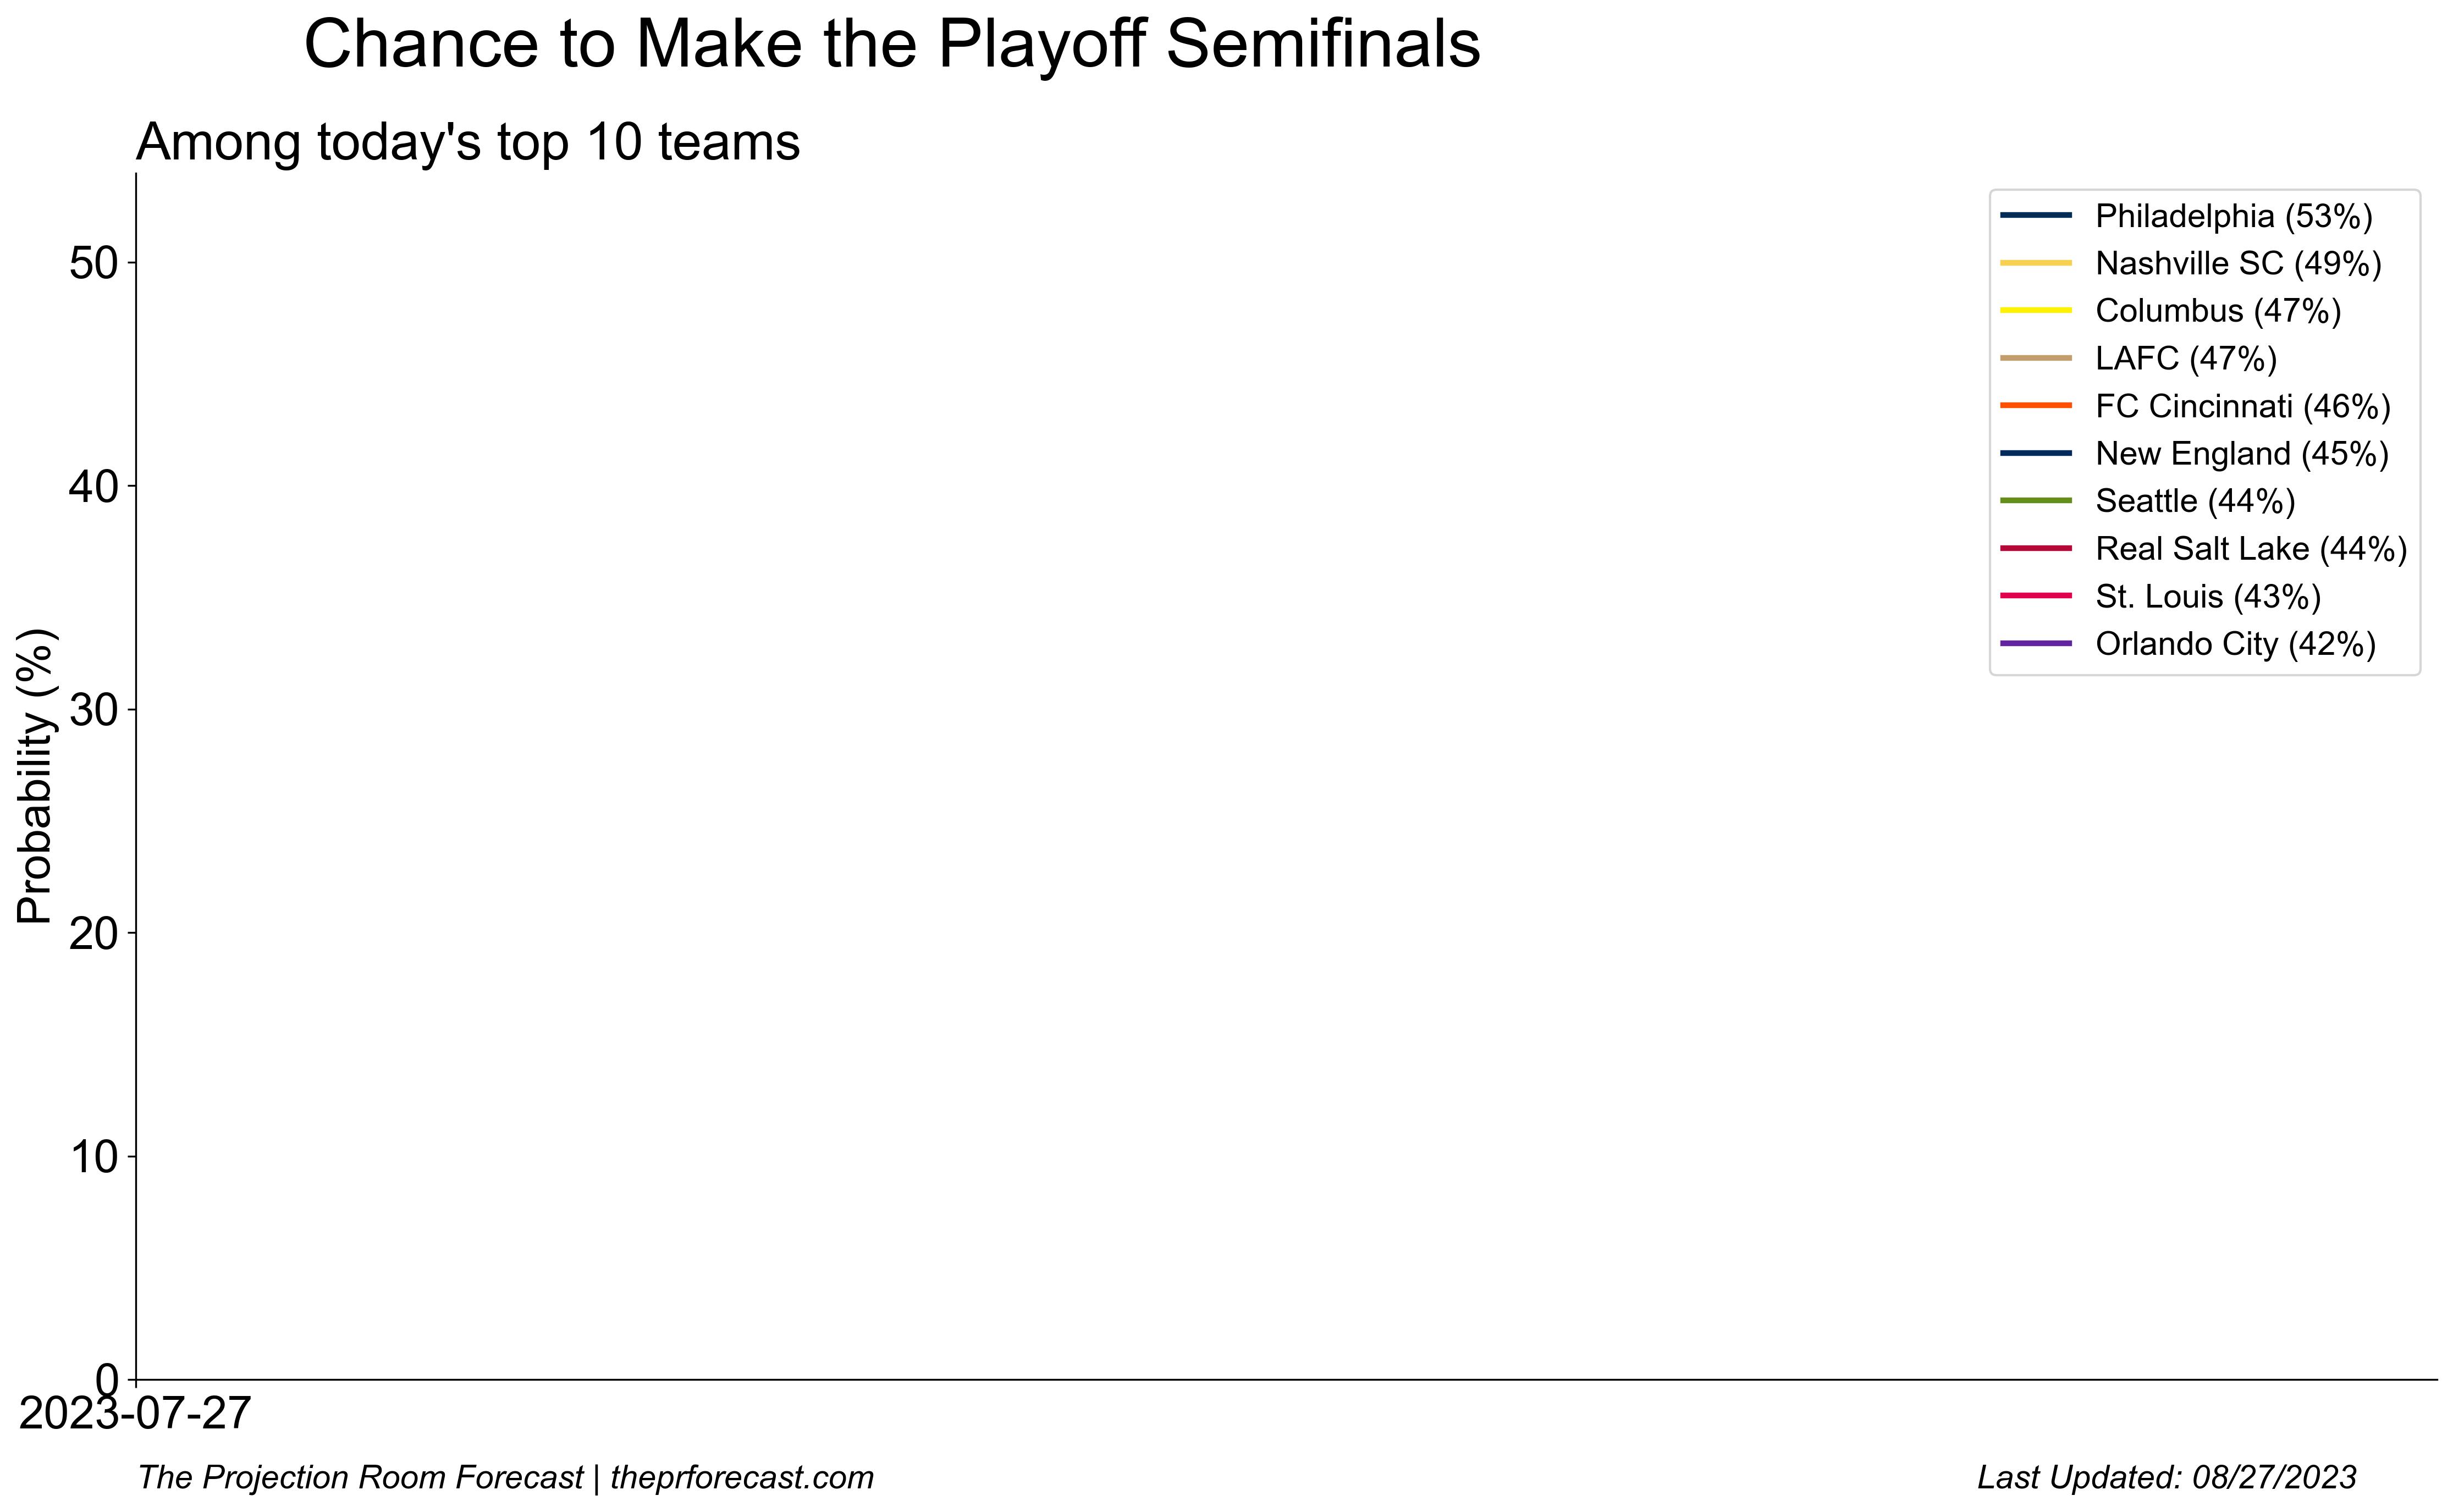 Chance to Make the Playoff Semifinals
Among today's top 10 teams
Philadelphia (53%)
Nashville SC (49%)
Columbus (47%)
LAFC (47%)
FC Cincinnati (46%)
New England (45%)
Seattle (44%)
Real Salt Lake (44%)
St. Louis (43%)
Orlando City (42%)
Probability (%)
50
40
30
20
10
0
2023-07-27
The Projection Room Forecast | theprforecast.com
Last Updated: 08/27/2023